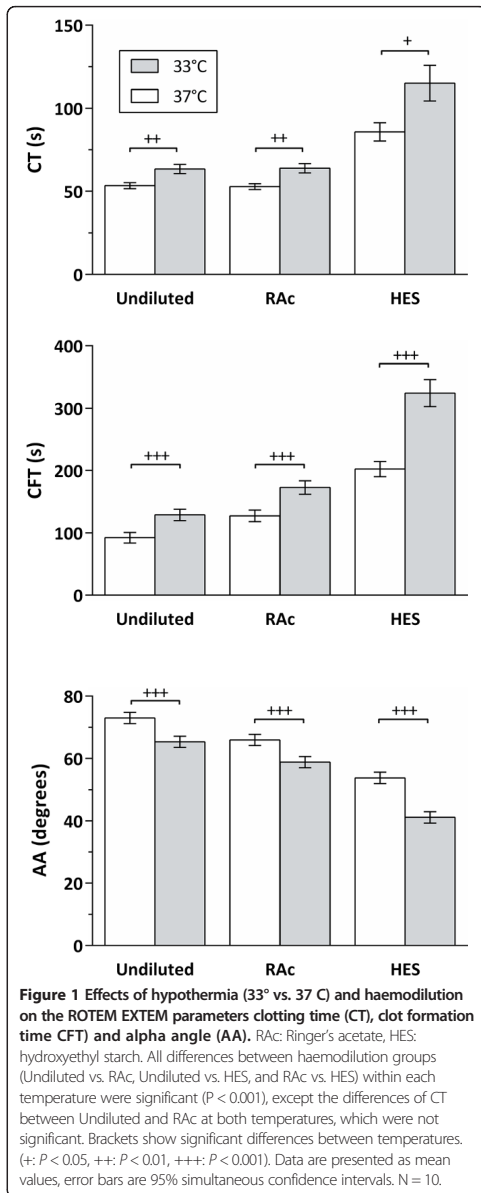 150
100
50
0
CT (s)
33°C
37°C
++
++
+
Undiluted
RAc
HES
400
300
200
100
0
CFT (s)
+++
+++
+++
Undiluted
RAc
HES
80
60
40
20
0
AA (degrees)
+++
+++
+++
Undiluted
RAc
HES
Figure 1 Effects of hypothermia (33° vs. 37 C) and haemodilution
on the ROTEM EXTEM parameters clotting time (CT), clot formation
time CFT) and alpha angle (AA). RAc: Ringer's acetate, HES:
hydroxyethyl starch. All differences between haemodilution groups
(Undiluted vs. RAc, Undiluted vs. HES, and RAc vs. HES) within each
temperature were significant (P < 0.001), except the differences of CT
between Undiluted and RAc at both temperatures, which were not
significant. Brackets show significant differences between temperatures.
(+: P < 0.05, ++: P < 0.01, +++: P < 0.001). Data are presented as mean
values, error bars are 95% simultaneous confidence intervals. N = 10.